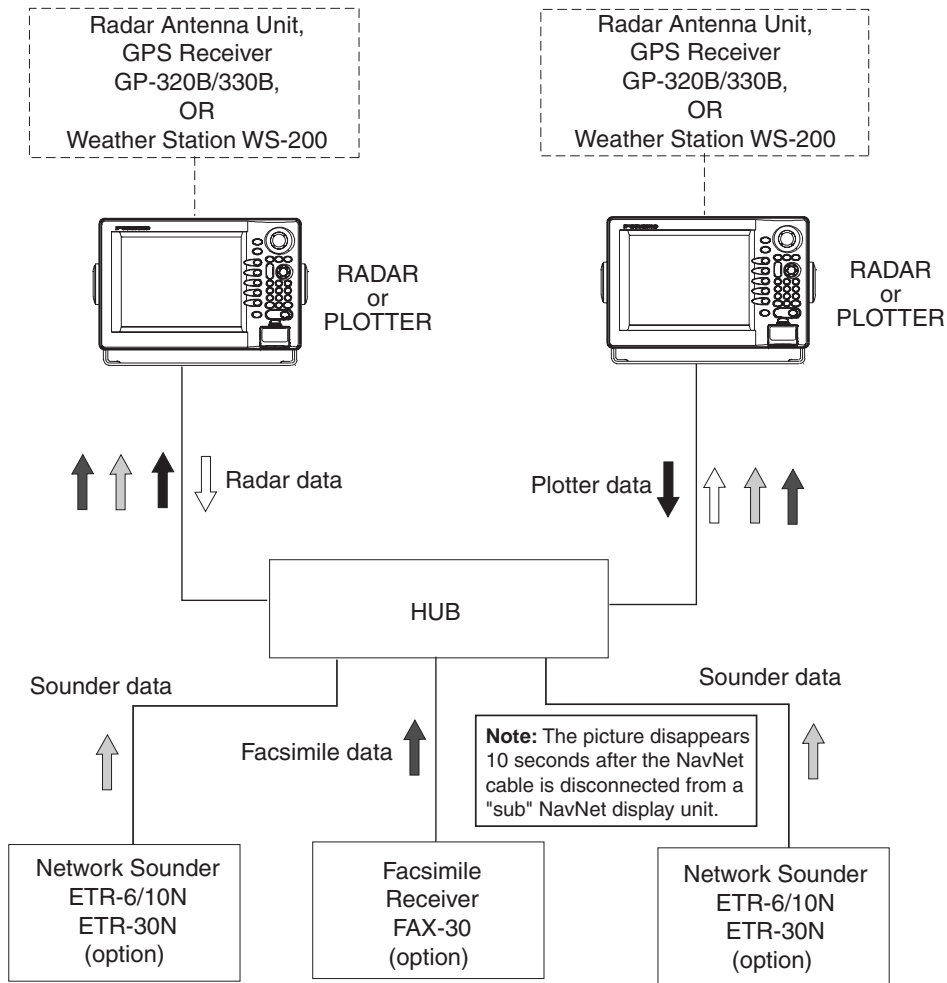 Radar Antenna Unit,
GPS Receiver
GP-320B/330B,
OR
Weather Station WS-200
Radar Antenna Unit,
GPS Receiver
GP-320B/330B,
OR
Weather Station WS-200
FURUNO
RADAR
or
PLOTTER
FURUNO
RADAR
or
PLOTTER
Radar data
Plotter data
HUB
Sounder data
Sounder data
Facsimile data
Note: The picture disappears
10 seconds after the NavNet
cable is disconnected from a
"sub" NavNet display unit.
Network Sounder
ETR-6/10N
ETR-30N
(option)
Facsimile
Receiver
FAX-30
(option)
Network Sounder
ETR-6/10N
ETR-30N
(option)